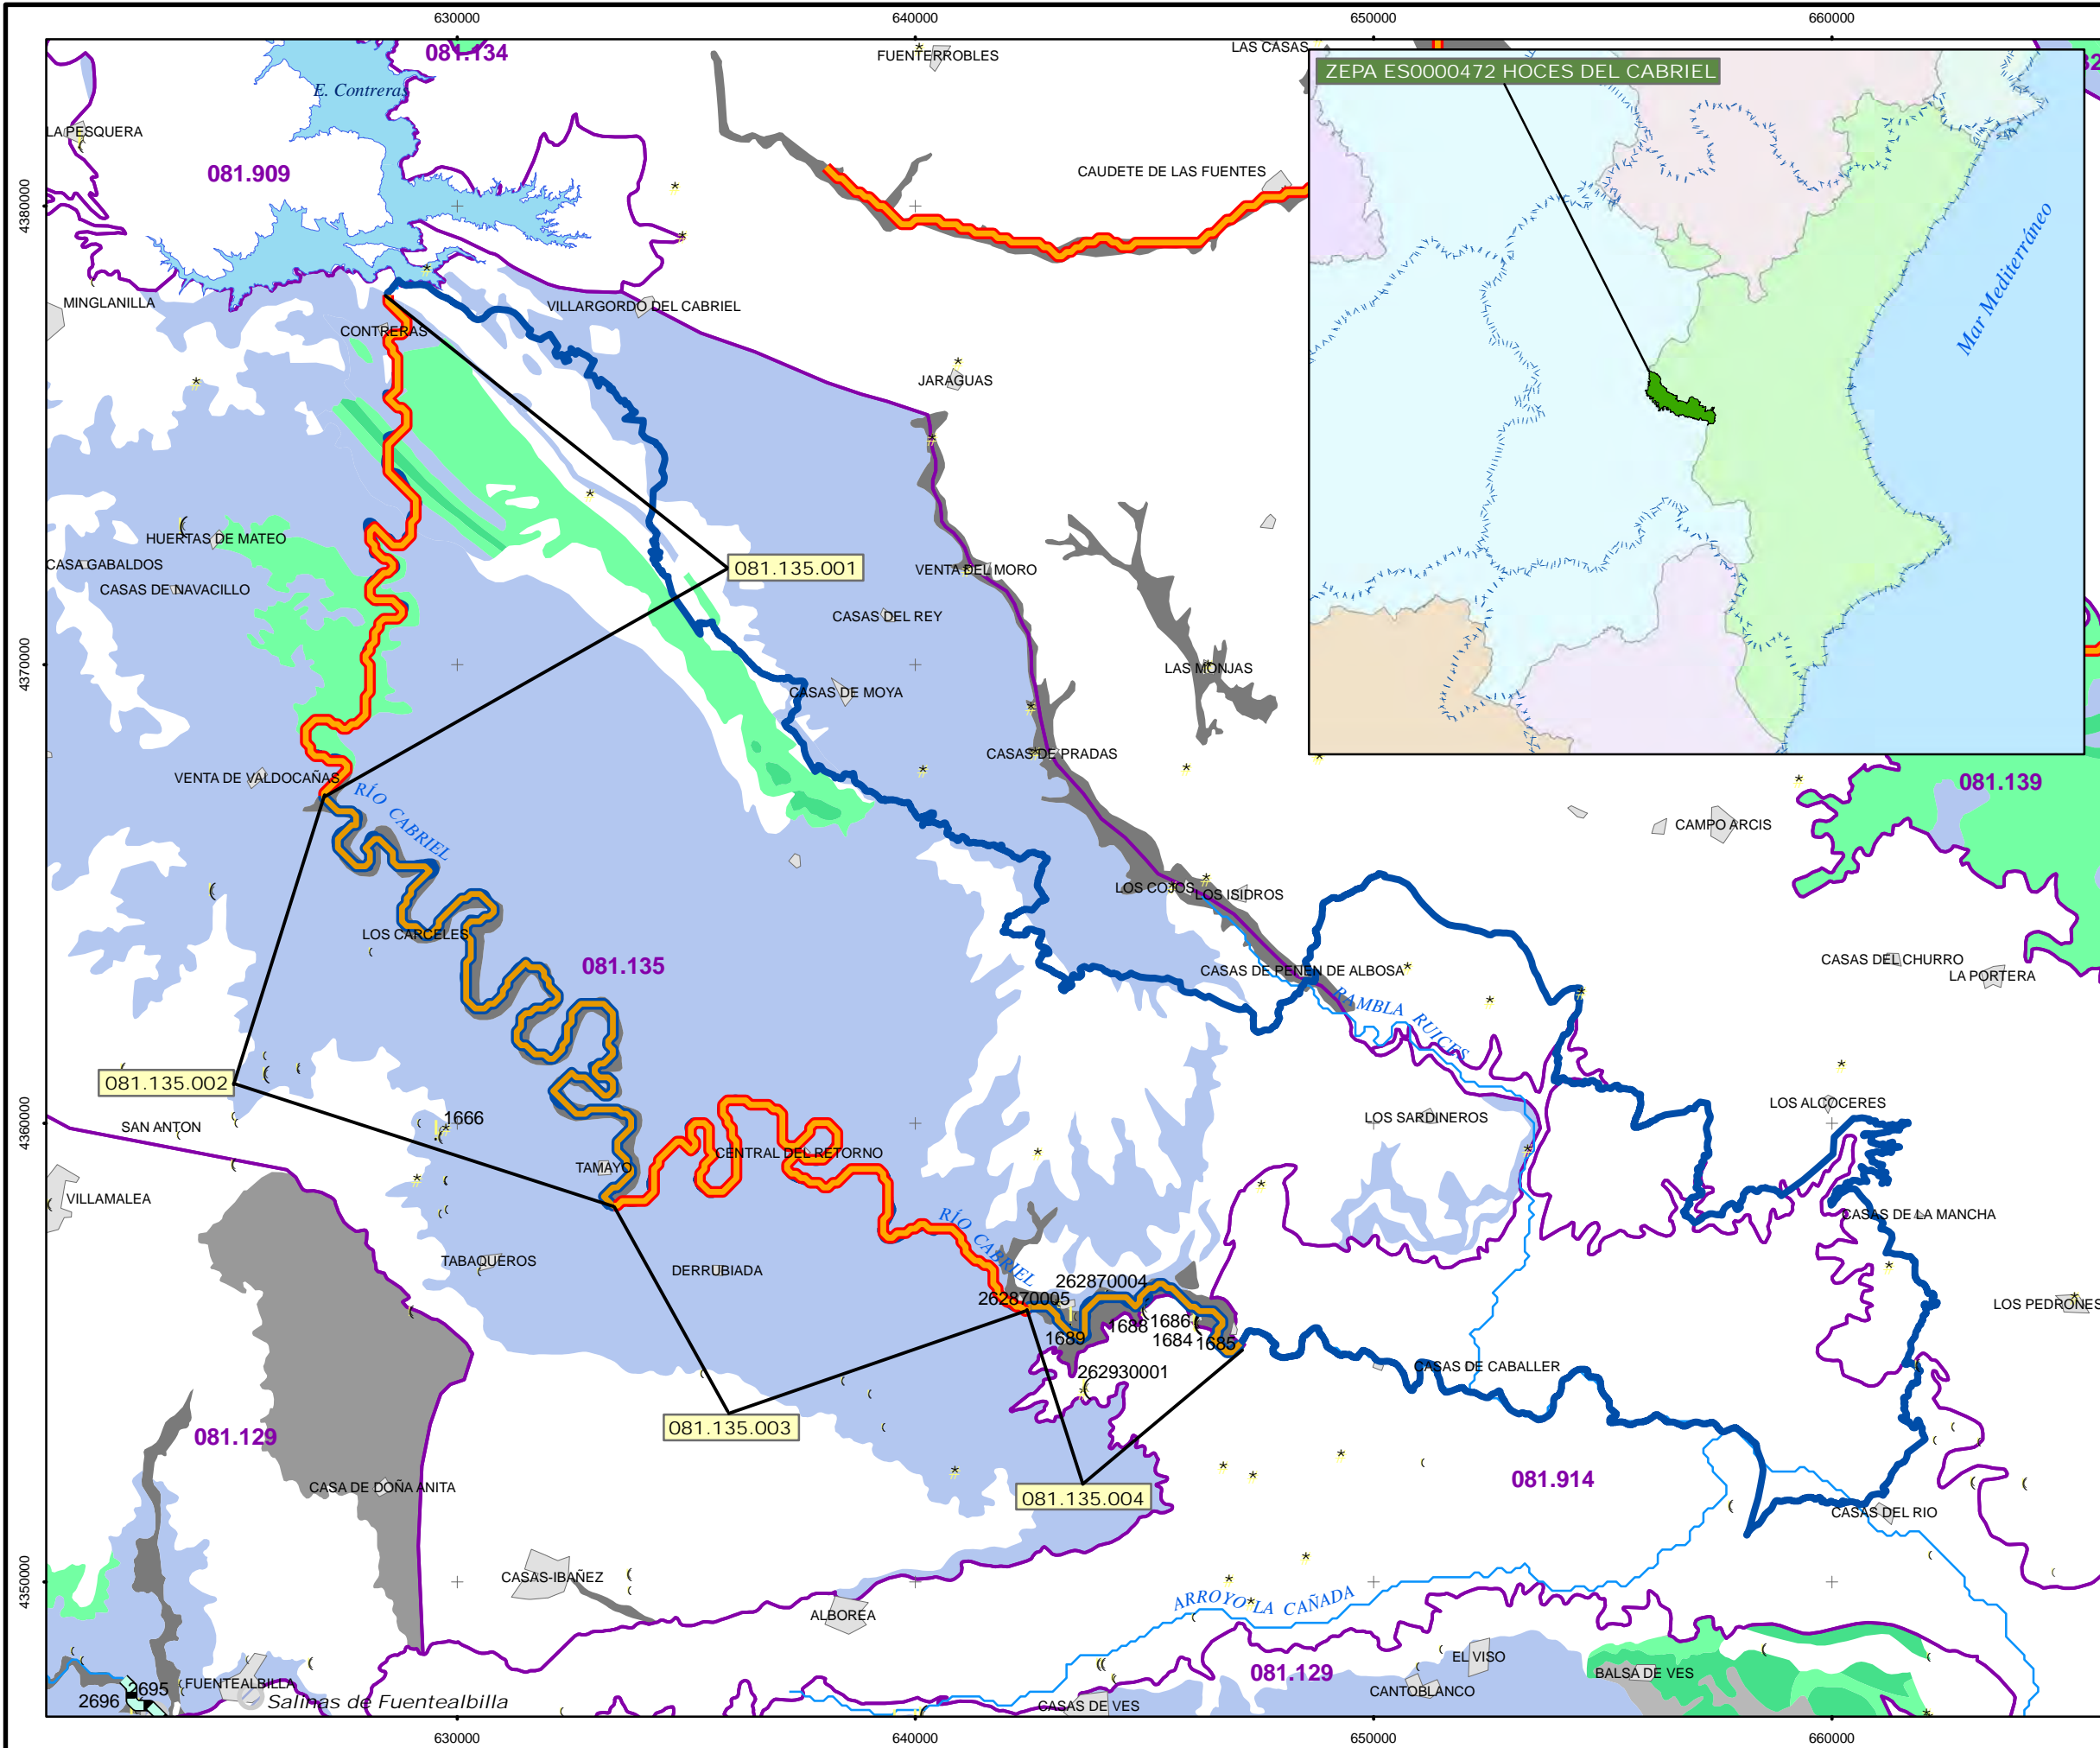 630000
640000
650000
660000
081.134
FUENTERROBLES
LAS CASAS
ZEPA ES0000472 HOCES DEL CABRIEL
E. Contreras
LA PESQUERA
081.909
CAUDETE DE LAS FUENTES
4380000
Mar Mediterráneo
MINGLANILLA
VILLARGORDO DEL CABRIEL
CONTRERAS
JARAGUAS
HUERTAS DE MATEO
CASA GABALDOS
CASAS DE NAVACILLO
081.135.001
VENTA DEL MORO
CASAS DEL REY
4370000
LAS MONJAS
CASAS DE MOYA
CASAS DE PRADAS
VENTA DE VALDOCAÑAS
081.139
RÍO CABRIEL
CAMPO ARCIS
LOS COJOS
LOS ISIDROS
LOS CARCELES
081.135
CASAS DE PENEN DE ALBOSA
CASAS DEL CHURRO
LA PORTERA
RAMBLA RUICES
081.135.002
4360000
SAN ANTON
1666
LOS SARDINEROS
LOS ALCOCERES
CENTRAL DEL RETORNO
TAMAYO
VILLAMALEA
RÍO CABRIEL
CASAS DE LA MANCHA
TABAQUEROS
DERRUBIADA
262870004
262870005
LOS PEDRONES
1689
1688
1686
1684
1685
262930001
CASAS DE CABALLER
081.135.003
081.129
081.914
CASA DE DOÑA ANITA
081.135.004
CASAS DEL RIO
4350000
CASAS-IBAÑEZ
ALBOREA
ARROYO LA CAÑADA
081.129
EL VISO
BALSA DE VES
CANTOBLANCO
FUENTEALBILLA
2695
2696
Salinas de Fuentealbilla
CASAS DE VES
630000
640000
650000
660000